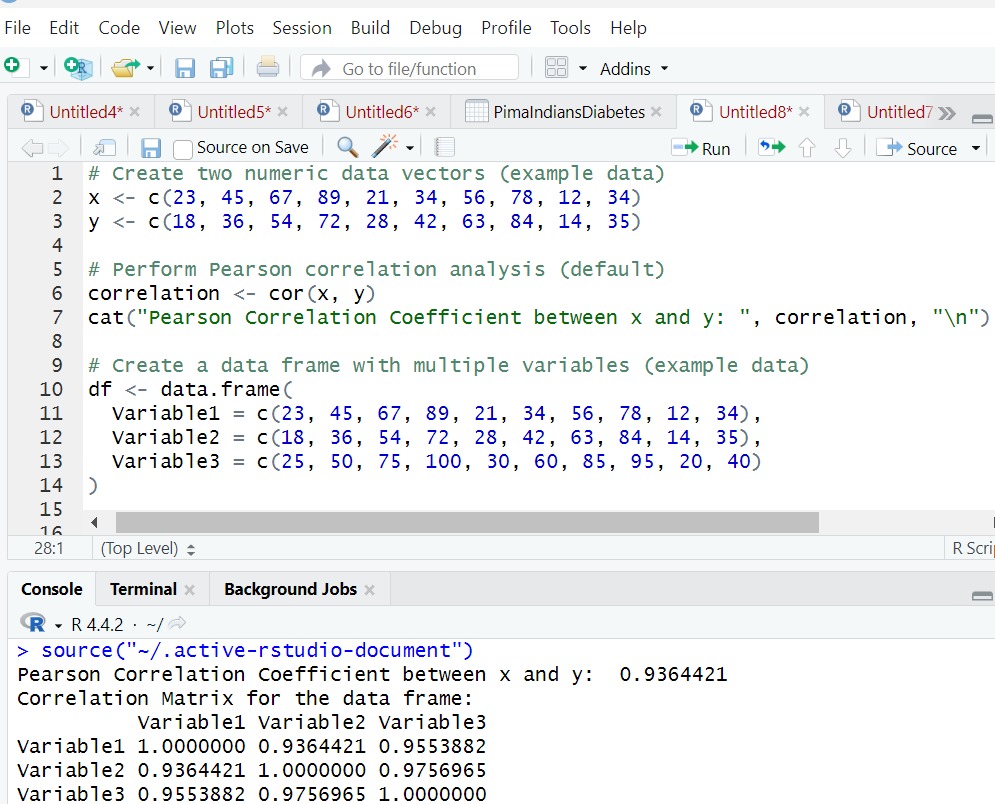 File Edit Code View Plots Session Build Debug Profile Tools Help
Go to file/function Addins
Untitled4* Untitled5* Untitled6* PimaIndiansDiabetes Untitled8* Untitled7
Source on Save Run Source
1 # Create two numeric data vectors (example data)
2 x <- c(23, 45, 67, 89, 21, 34, 56, 78, 12, 34)
3 y <- c(18, 36, 54, 72, 28, 42, 63, 84, 14, 35)
4
5 # Perform Pearson correlation analysis (default)
6 correlation <- cor(x, y)
7 cat("Pearson Correlation Coefficient between x and y: ", correlation, "\n")
8
9 # Create a data frame with multiple variables (example data)
10 df <- data.frame(
11   Variable1 = c(23, 45, 67, 89, 21, 34, 56, 78, 12, 34),
12   Variable2 = c(18, 36, 54, 72, 28, 42, 63, 84, 14, 35),
13   Variable3 = c(25, 50, 75, 100, 30, 60, 85, 95, 20, 40)
14 )
15
16
28:1 (Top Level) R Scri
Console Terminal Background Jobs
R R 4.4.2 · ~/
> source("~/.active-rstudio-document")
Pearson Correlation Coefficient between x and y:  0.9364421
Correlation Matrix for the data frame:
          Variable1 Variable2 Variable3
Variable1 1.0000000 0.9364421 0.9553882
Variable2 0.9364421 1.0000000 0.9756965
Variable3 0.9553882 0.9756965 1.0000000